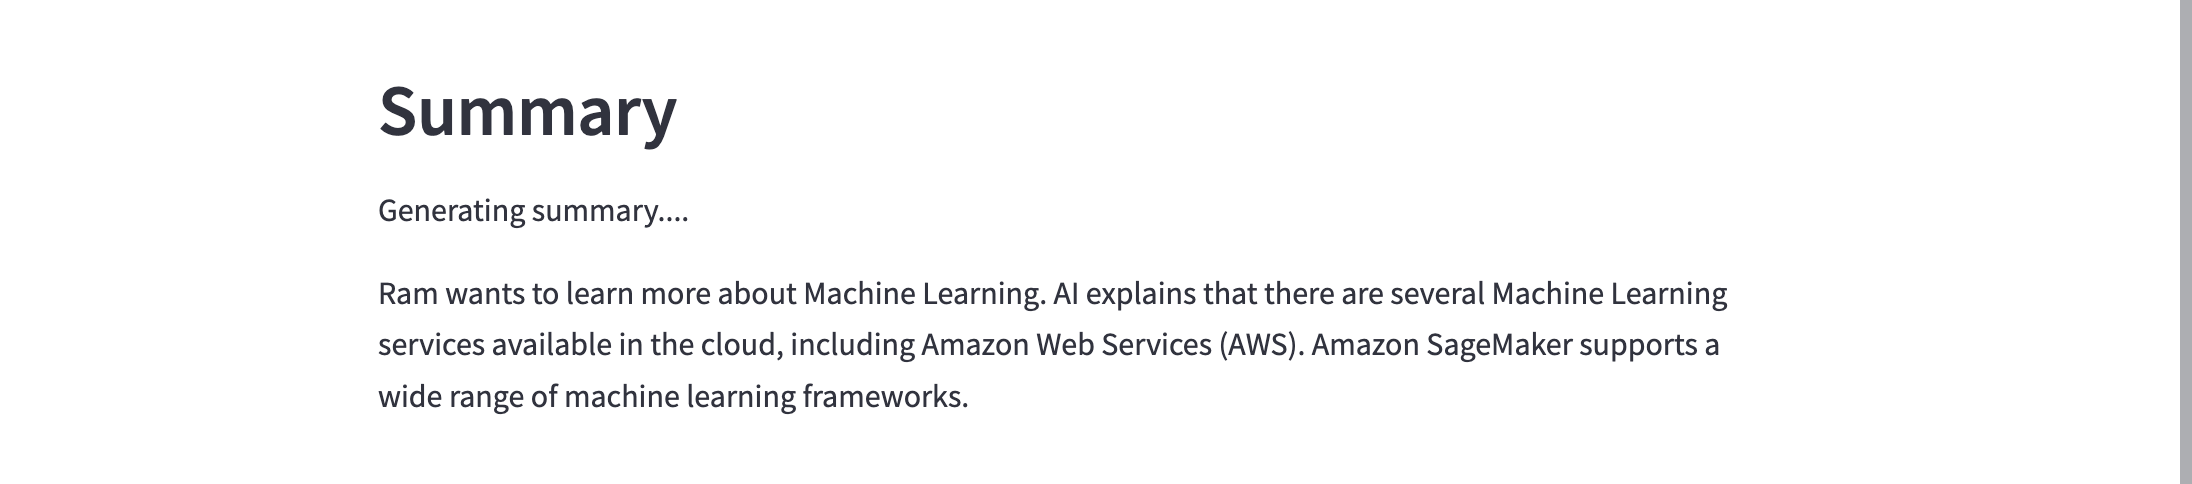 Summary
Generating summary....
Ram wants to learn more about Machine Learning. AI explains that there are several Machine Learning
services available in the cloud, including Amazon Web Services (AWS). Amazon SageMaker supports a
wide range of machine learning frameworks.